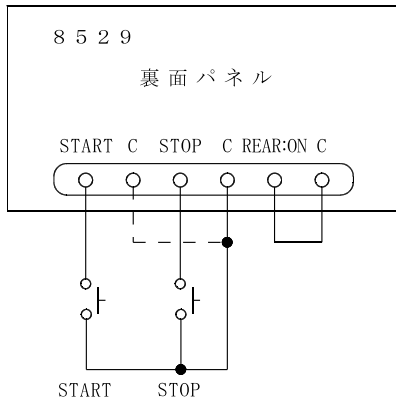 ８５２９
裏面パネル
START C STOP C REAR:ON C
START STOP